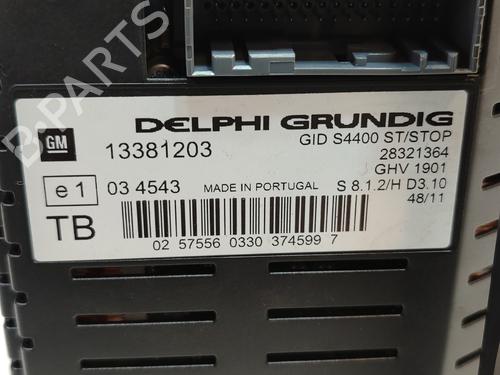 B-PARTS
DELPHI GRUNDIG
GM
13381203
GID S4400 ST/STOP
28321364
GHV 1901
e 1
03 4543
MADE IN PORTUGAL
S 8.1.2/H D3.10
48/11
TB
02 57556 0330 374599 7